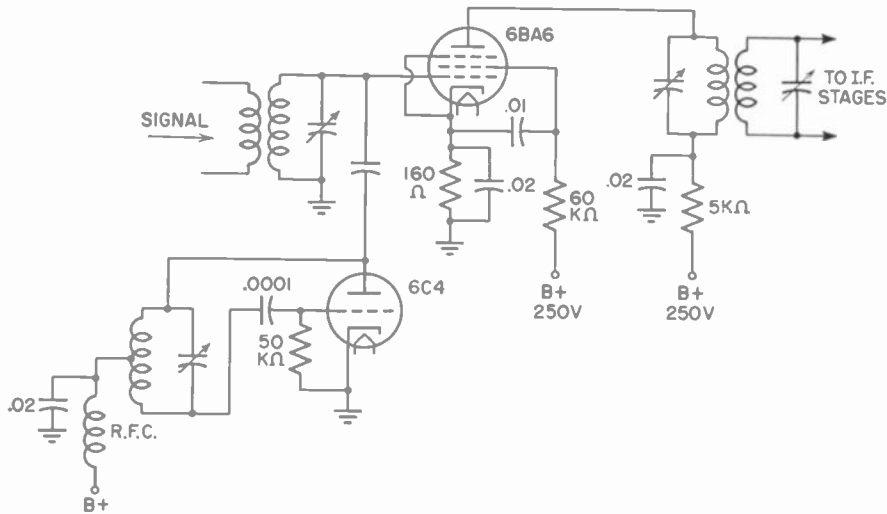 6BA6
SIGNAL
.01
TO I.F.
STAGES
160
Ω
.02
60
KΩ
.02
5KΩ
B+
250V
B+
250V
.0001
6C4
50
KΩ
.02
R.F.C.
B+